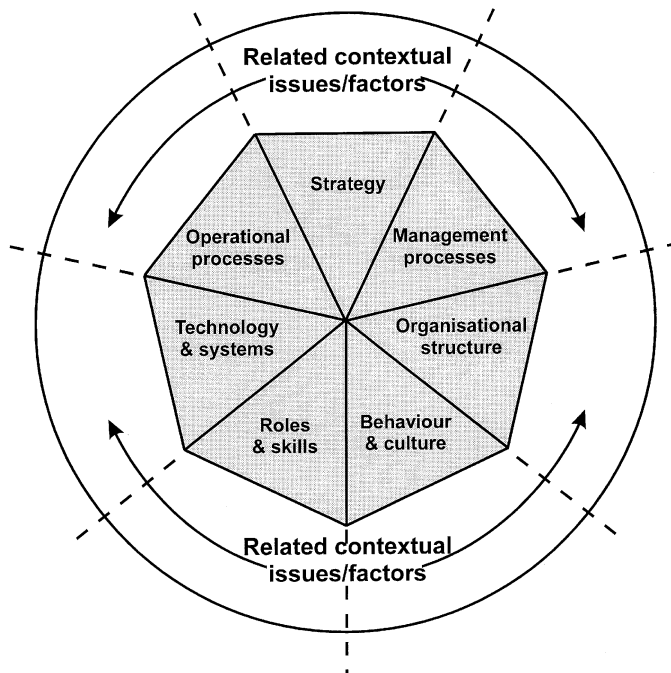 Related contextual
issues/factors
Strategy
Operational
processes
Management
processes
Technology
& systems
Organisational
structure
Roles
& skills
Behaviour
& culture
Related contextual
issues/factors